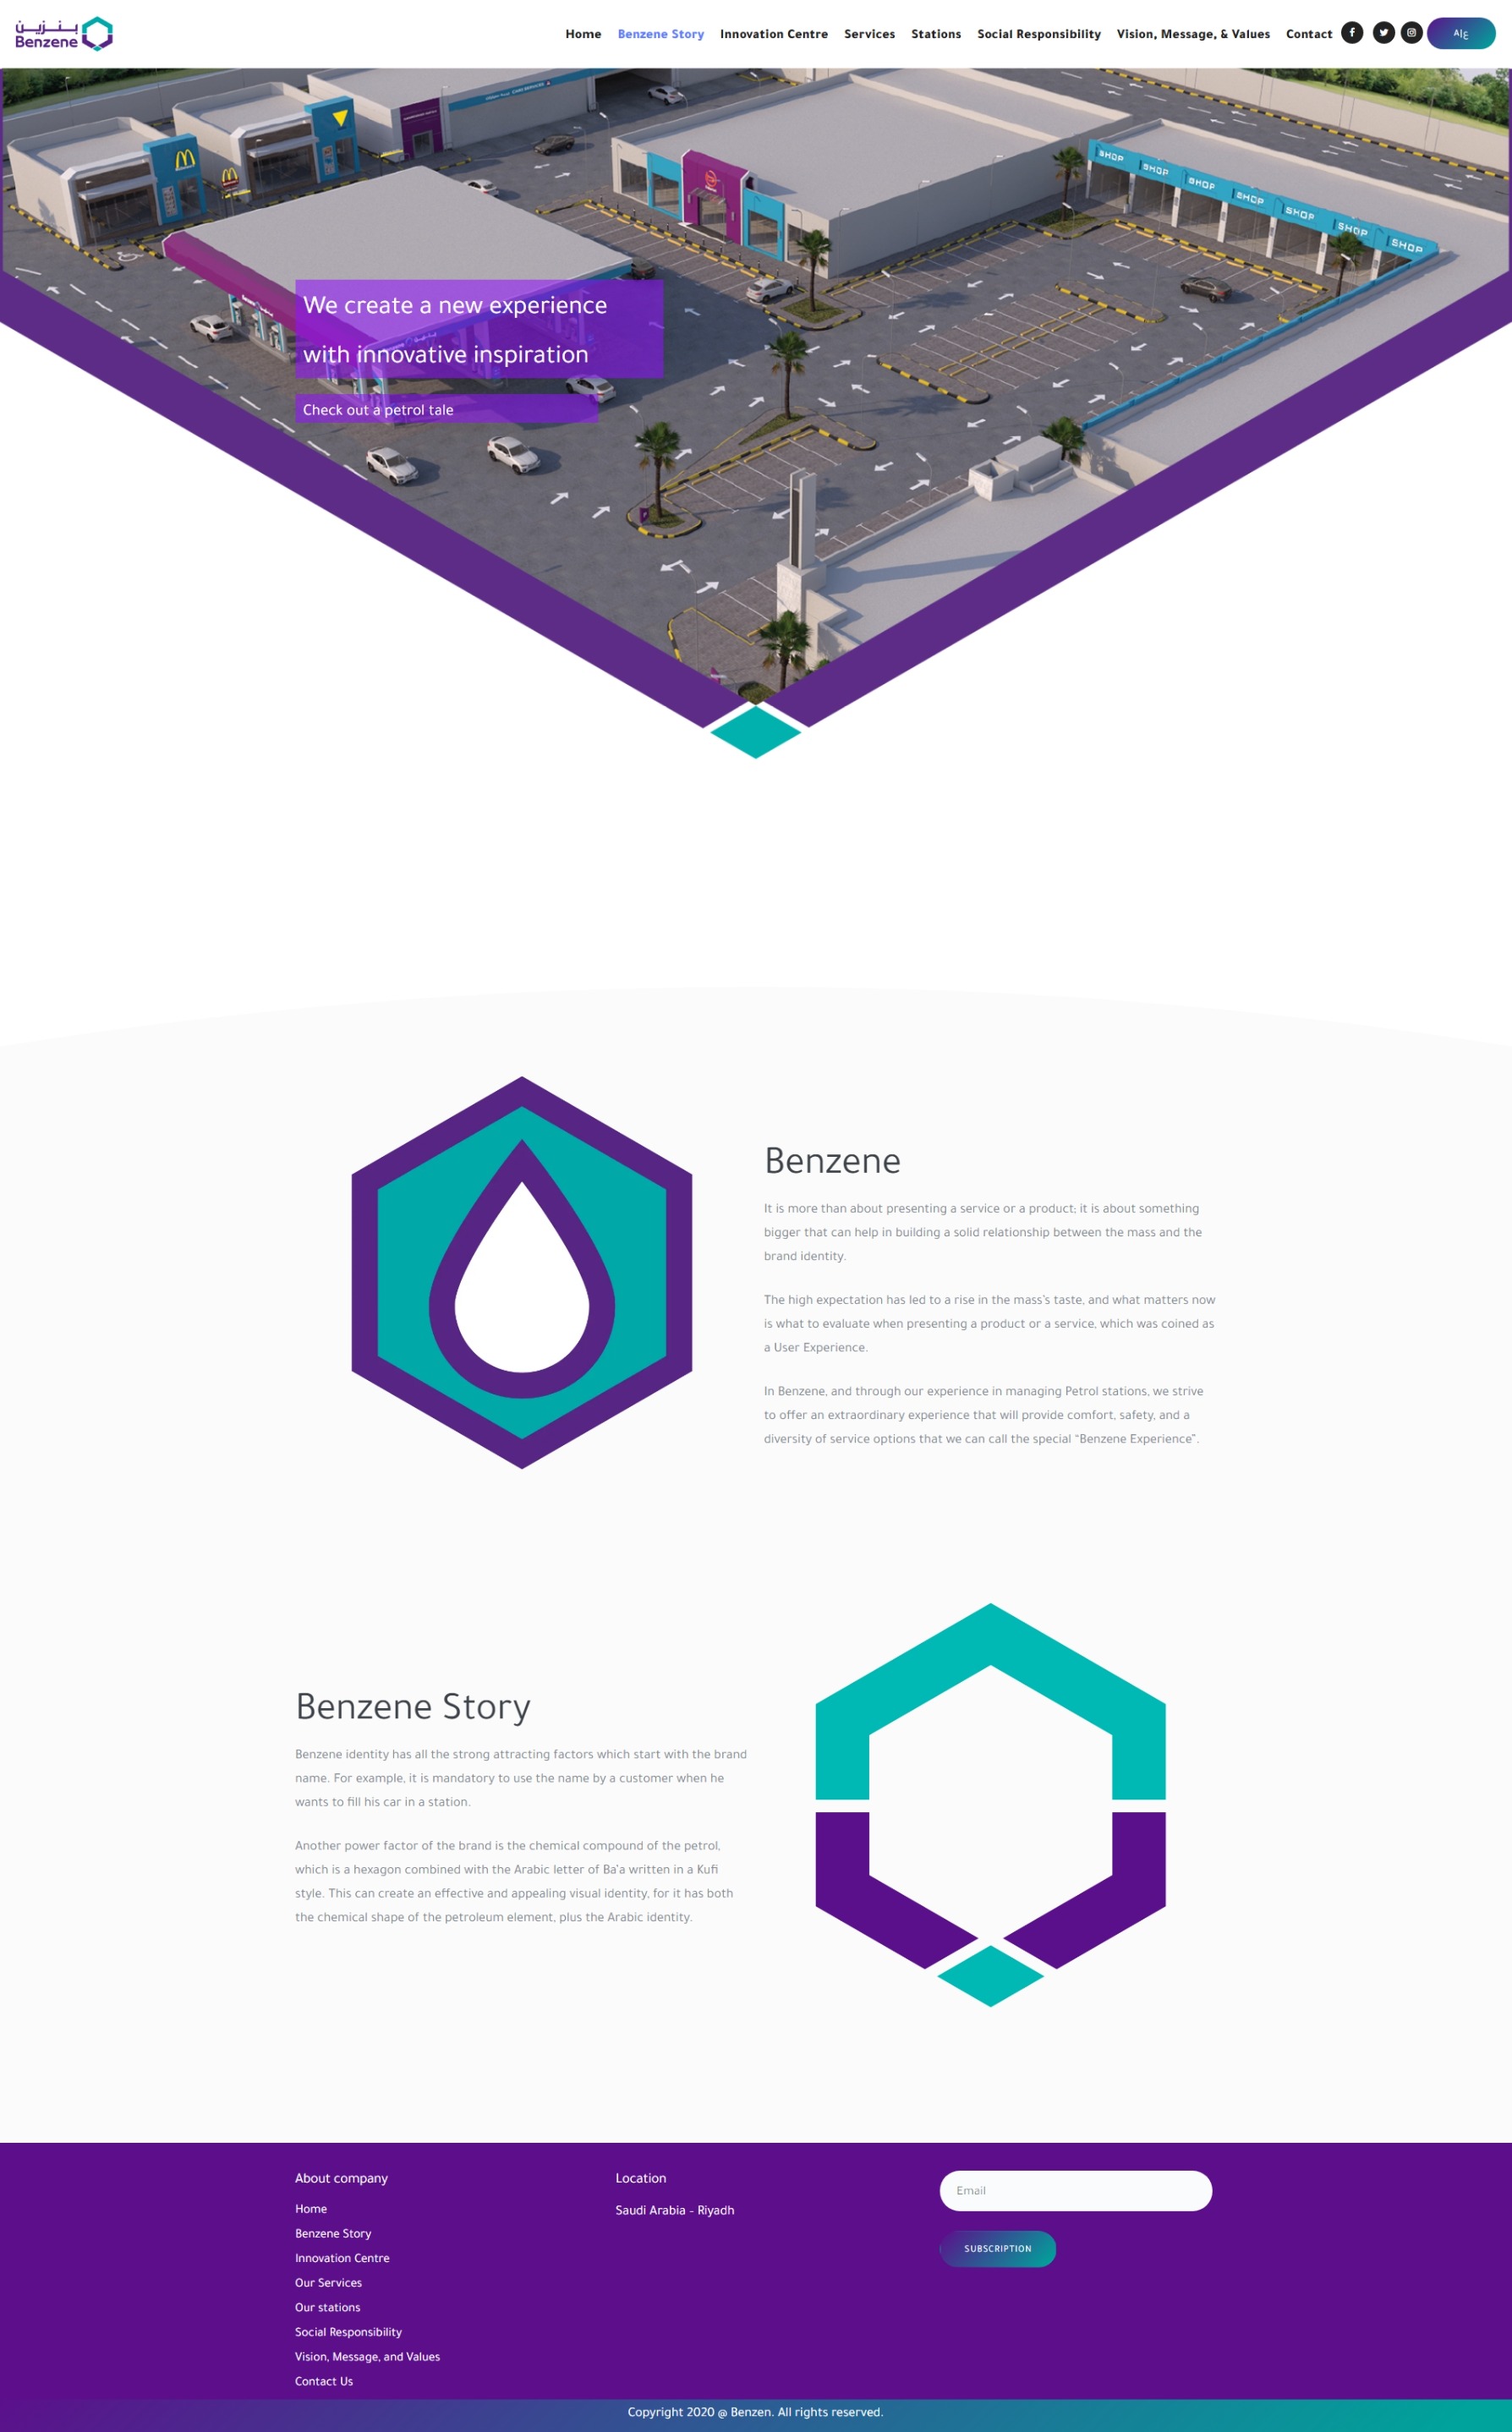 بنزين
Benzene
Home Benzene Story Innovation Centre Services Stations Social Responsibility Vision, Message, & Values Contact
ع|A
SHOP SHOP SHOP SHOP SHOP SHOP SHOP
We create a new experience
with innovative inspiration
Check out a petrol tale
Benzene
It is more than about presenting a service or a product; it is about something
bigger that can help in building a solid relationship between the mass and the
brand identity.
The high expectation has led to a rise in the mass's taste, and what matters now
is what to evaluate when presenting a product or a service, which was coined as
a User Experience.
In Benzene, and through our experience in managing Petrol stations, we strive
to offer an extraordinary experience that will provide comfort, safety, and a
diversity of service options that we can call the special “Benzene Experience”.
Benzene Story
Benzene identity has all the strong attracting factors which start with the brand
name. For example, it is mandatory to use the name by a customer when he
wants to fill his car in a station.
Another power factor of the brand is the chemical compound of the petrol,
which is a hexagon combined with the Arabic letter of Ba'a written in a Kufi
style. This can create an effective and appealing visual identity, for it has both
the chemical shape of the petroleum element, plus the Arabic identity.
About company
Home
Benzene Story
Innovation Centre
Our Services
Our stations
Social Responsibility
Vision, Message, and Values
Contact Us
Location
Saudi Arabia - Riyadh
Email
SUBSCRIPTION
Copyright 2020 @ Benzen. All rights reserved.